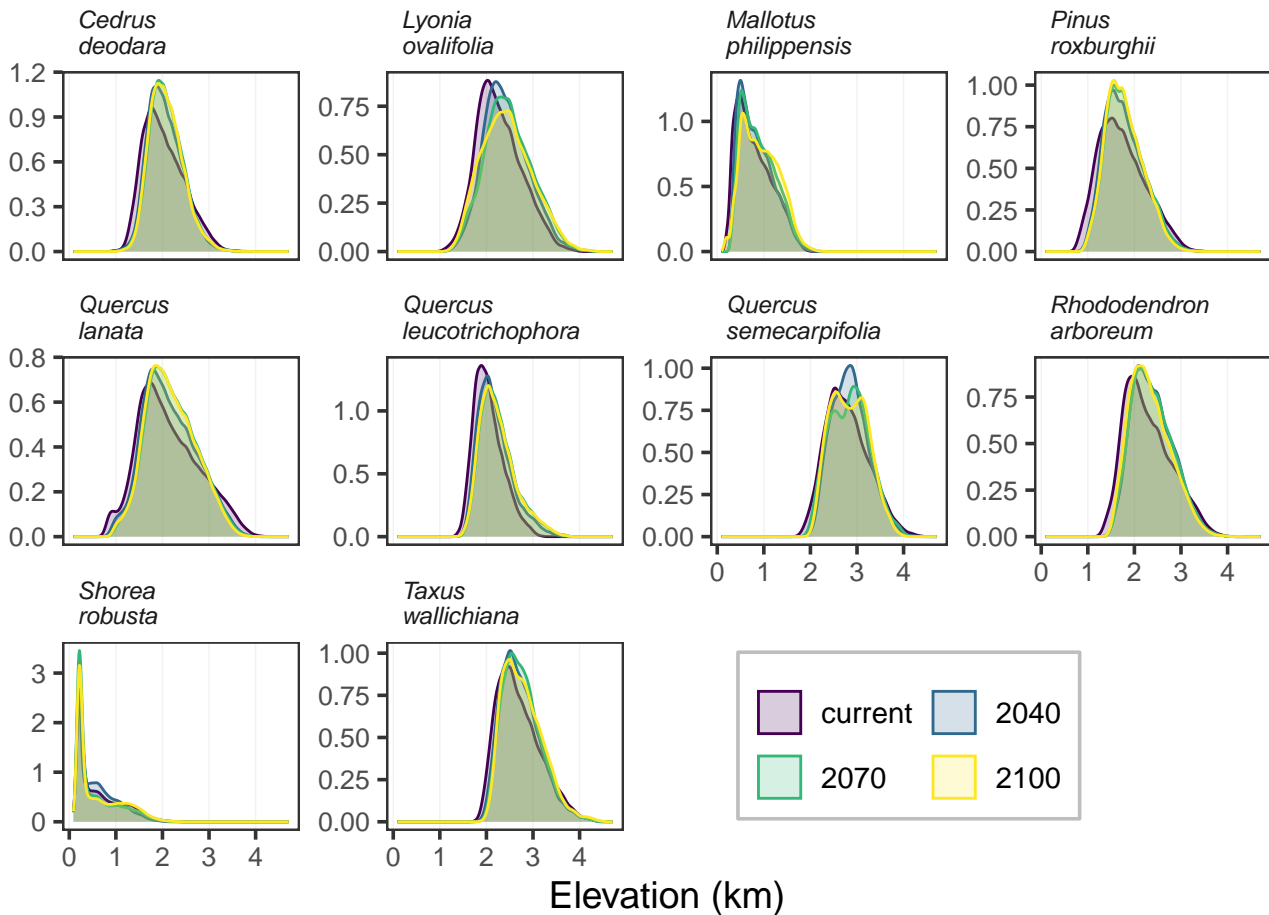 Cedrus
deodara
Lyonia
ovalifolia
Mallotus
philippensis
Pinus
roxburghii
1.2
0.9
0.6
0.3
0.0
0.75
0.50
0.25
0.00
1.0
0.5
0.0
1.00
0.75
0.50
0.25
0.00
Quercus
lanata
Quercus
leucotrichophora
Quercus
semecarpifolia
Rhododendron
arboreum
0.8
0.6
0.4
0.2
0.0
1.0
0.5
0.0
1.00
0.75
0.50
0.25
0.00
0.75
0.50
0.25
0.00
0 1 2 3 4
0 1 2 3 4
Shorea
robusta
Taxus
wallichiana
3
2
1
0
1.00
0.75
0.50
0.25
0.00
0 1 2 3 4
0 1 2 3 4
current
2040
2070
2100
Elevation (km)